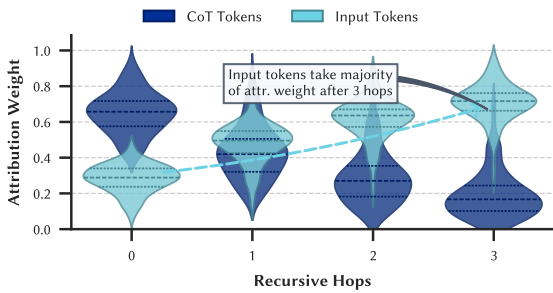 CoT Tokens Input Tokens
1.0
Input tokens take majority
of attr. weight after 3 hops
0.8
0.6
0.4
0.2
0.0
Attribution Weight
0 1 2 3
Recursive Hops